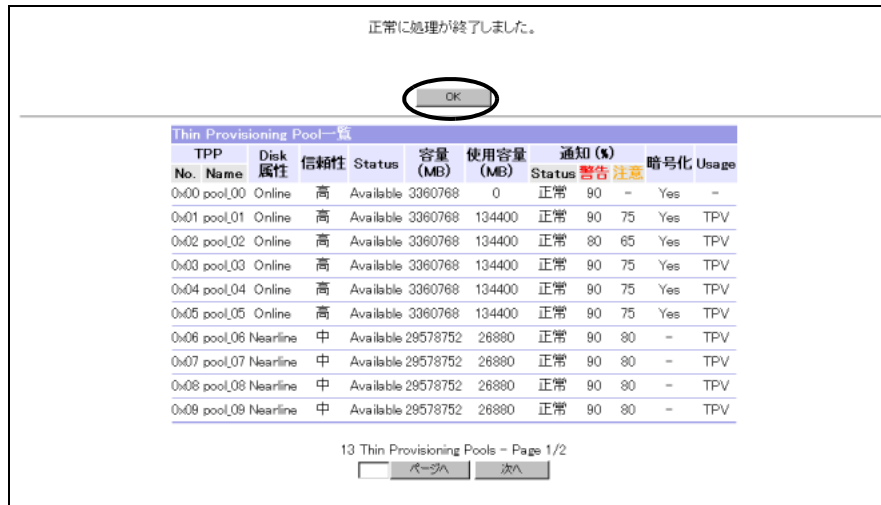 正常に処理が終了しました。
OK
Thin Provisioning Pool一覧
TPP Disk属性 信頼性 Status 容量(MB) 使用容量(MB) 通知(%) 暗号化 Usage
No. Name Status 警告 注意
0x00 pool_00 Online 高 Available 3360768 0 正常 90 - Yes -
0x01 pool_01 Online 高 Available 3360768 134400 正常 90 75 Yes TPV
0x02 pool_02 Online 高 Available 3360768 134400 正常 80 65 Yes TPV
0x03 pool_03 Online 高 Available 3360768 134400 正常 90 75 Yes TPV
0x04 pool_04 Online 高 Available 3360768 134400 正常 90 75 Yes TPV
0x05 pool_05 Online 高 Available 3360768 134400 正常 90 75 Yes TPV
0x06 pool_06 Nearline 中 Available 29578752 26880 正常 90 80 - TPV
0x07 pool_07 Nearline 中 Available 29578752 26880 正常 90 80 - TPV
0x08 pool_08 Nearline 中 Available 29578752 26880 正常 90 80 - TPV
0x09 pool_09 Nearline 中 Available 29578752 26880 正常 90 80 - TPV
13 Thin Provisioning Pools - Page 1/2
ページへ 次へ